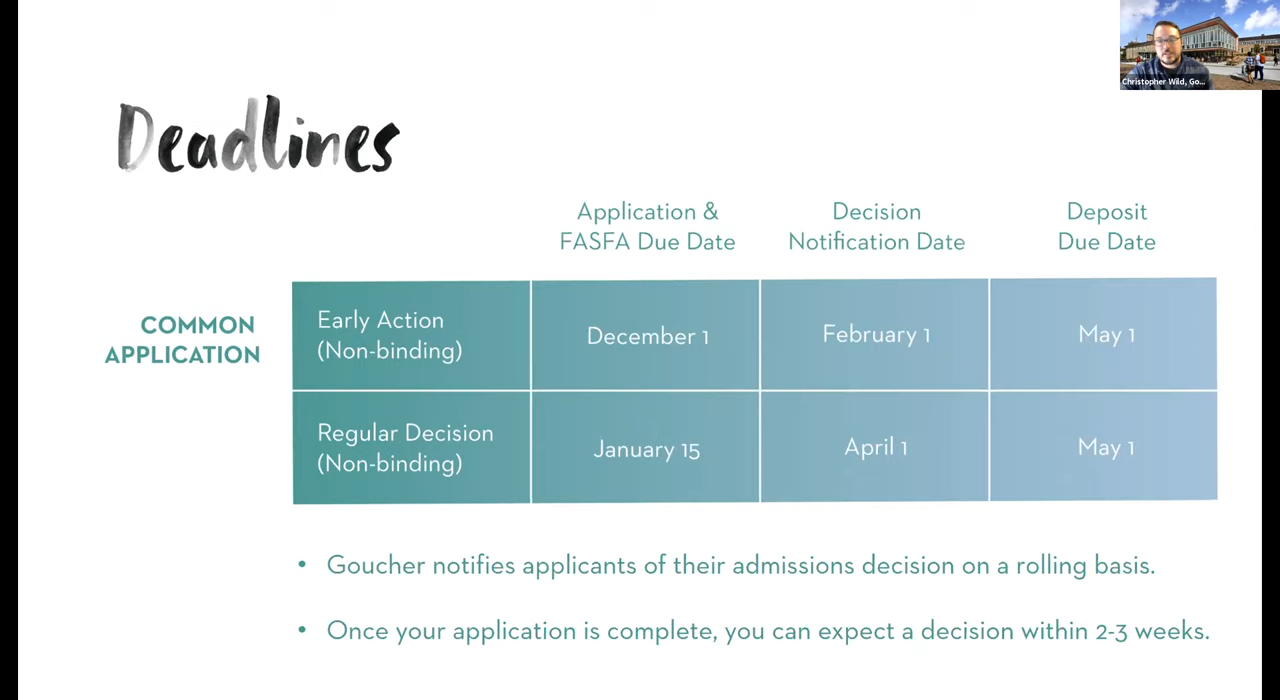 Christopher Wild, Go...
Deadlines
Application &
FASFA Due Date
Decision
Notification Date
Deposit
Due Date
COMMON
APPLICATION
Early Action
(Non-binding)
December 1
February 1
May 1
Regular Decision
(Non-binding)
January 15
April 1
May 1
• Goucher notifies applicants of their admissions decision on a rolling basis.
• Once your application is complete, you can expect a decision within 2-3 weeks.